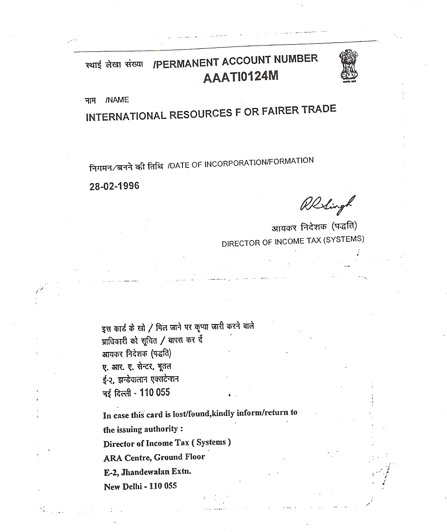 स्थाई लेखा संख्या /PERMANENT ACCOUNT NUMBER
AAATI0124M
नाम /NAME
INTERNATIONAL RESOURCES F OR FAIRER TRADE
निगमन/बनने की तिथि /DATE OF INCORPORATION/FORMATION
28-02-1996
RRSingh
आयकर निदेशक (पद्धति)
DIRECTOR OF INCOME TAX (SYSTEMS)
इस कार्ड के खो / मिल जाने पर कृप्या जारी करने वाले
प्राधिकारी को सूचित / वापस कर दें
आयकर निदेशक (पद्धति)
ए. आर. ए. सेन्टर, भूतल
ई-२, झन्डेवालान एक्सटेन्शन
नई दिल्ली - 110 055
In case this card is lost/found,kindly inform/return to
the issuing authority :
Director of Income Tax ( Systems )
ARA Centre, Ground Floor
E-2, Jhandewalan Extn.
New Delhi - 110 055